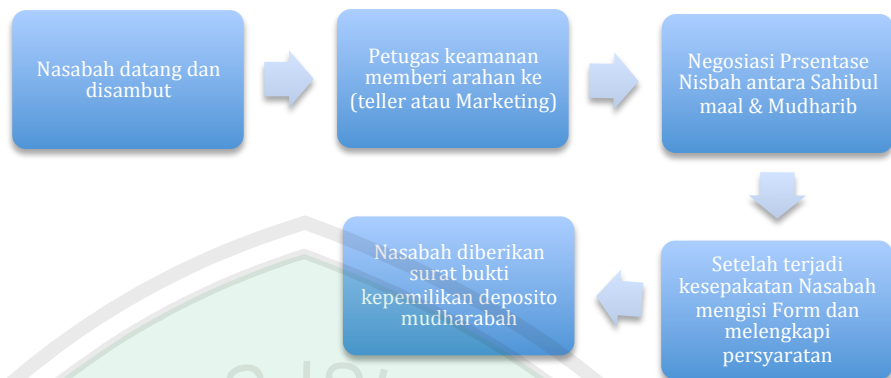 Nasabah datang dan
disambut
Petugas keamanan
memberi arahan ke
(teller atau Marketing)
Negosiasi Prsentase
Nisbah antara Sahibul
maal & Mudharib
Setelah terjadi
kesepakatan Nasabah
mengisi Form dan
melengkapi
persyaratan
Nasabah diberikan
surat bukti
kepemilikan deposito
mudharabah